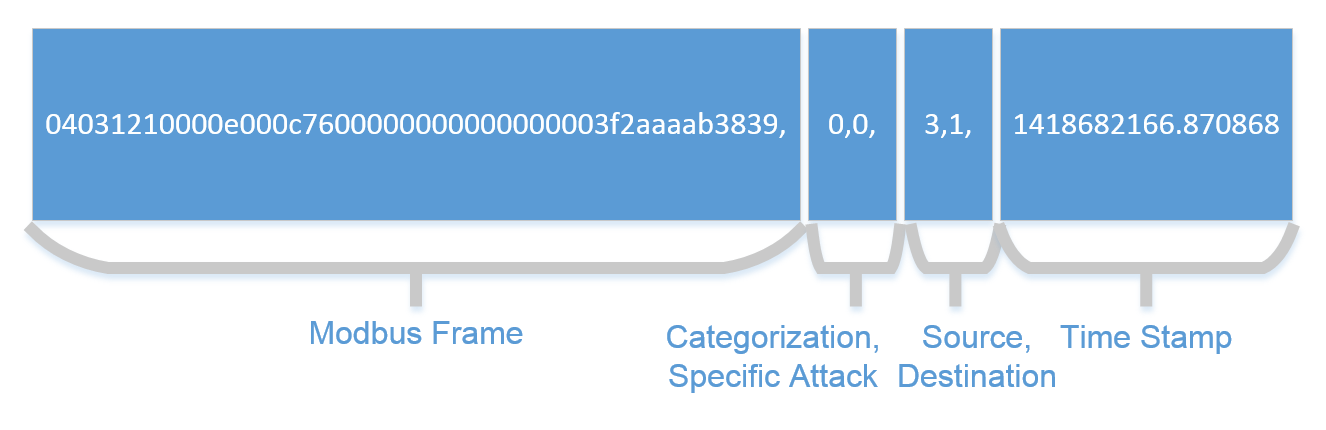 04031210000e000c7600000000000000003f2aaaab3839, 0,0, 3,1, 1418682166.870868
Modbus Frame
Categorization,
Specific Attack
Source,
Destination
Time Stamp